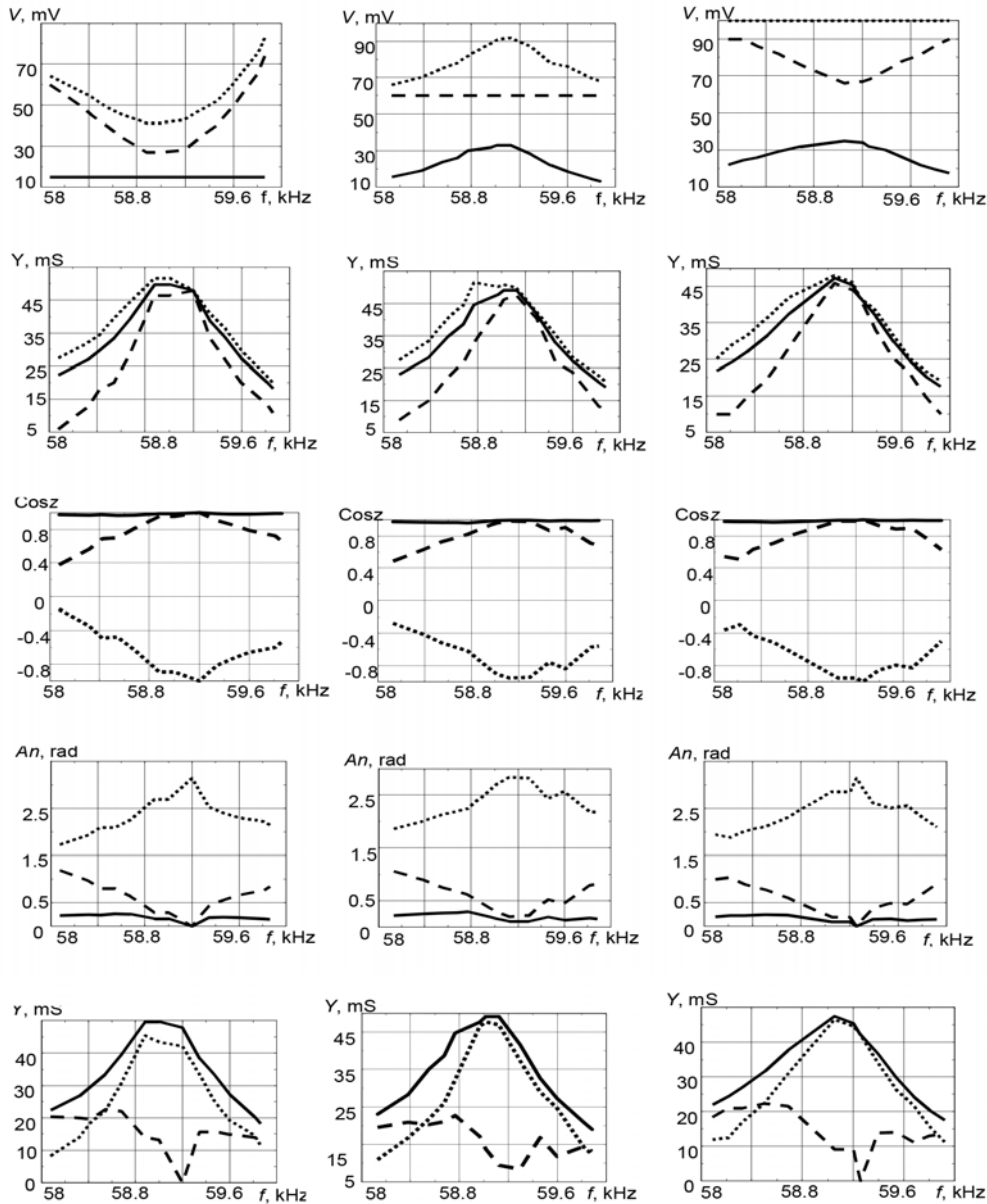 V, mV V, mV V, mV
70 90 90
50 70 70
30 50 50
10 30 30
10 10
58 58.8 59.6 f, kHz 58 58.8 59.6 f, kHz 58 58.8 59.6 f, kHz
Y, mS Y, mS Y, mS
45 45 45
35 35 35
25 25 25
15 15 15
5 5 5
58 58.8 59.6 f, kHz 58 58.8 59.6 f, kHz 58 58.8 59.6 f, kHz
Cosz Cosz Cosz
0.8 0.8 0.8
0.4 0.4 0.4
0 0 0
-0.4 -0.4 -0.4
-0.8 -0.8 -0.8
58 58.8 59.6 f, kHz 58 58.8 59.6 f, kHz 58 58.8 59.6 f, kHz
An, rad An, rad An, rad
2.5 2.5 2.5
1.5 1.5 1.5
0.5 0.5 0.5
0 0 0
58 58.8 59.6 f, kHz 58 58.8 59.6 f, kHz 58 58.8 59.6 f, kHz
Y, mS Y, mS Y, mS
40 45 40
30 35 30
20 25 20
10 15 10
0 5 0
58 58.8 59.6 f, kHz 58 58.8 59.6 f, kHz 58 58.8 59.6 f, kHz